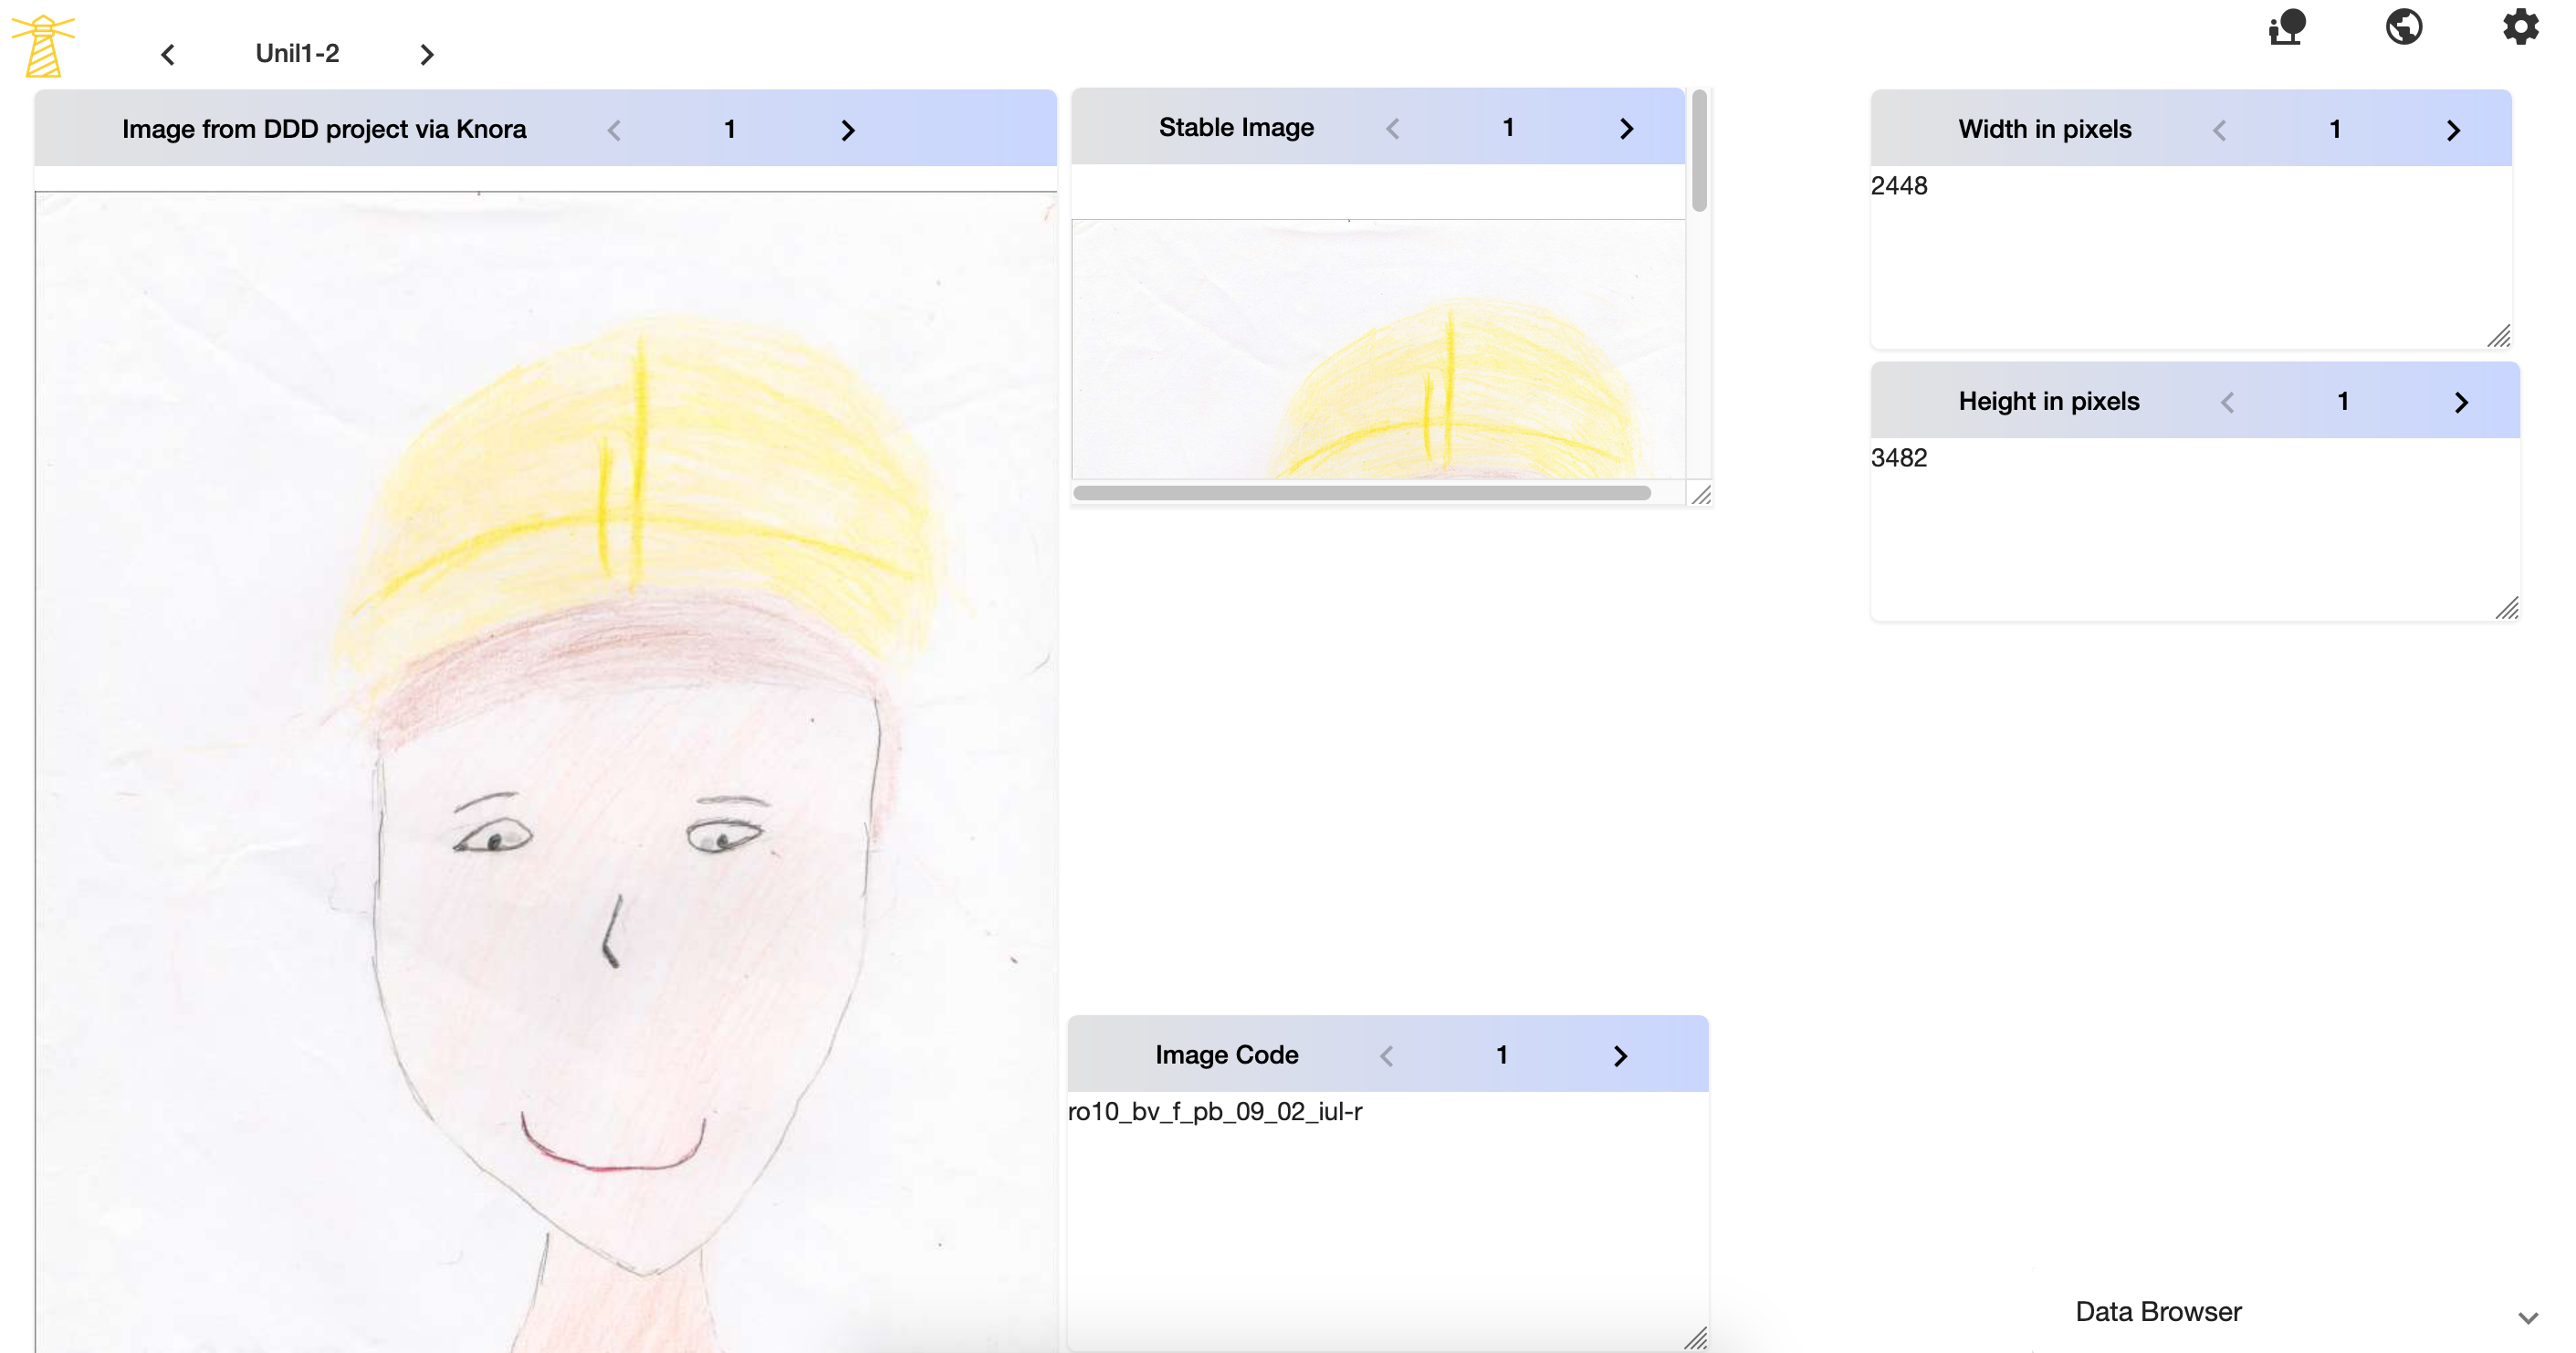 Unil1-2
Image from DDD project via Knora 1
Stable Image 1
Width in pixels 1
2448
Height in pixels 1
3482
Image Code 1
ro10_bv_f_pb_09_02_iul-r
Data Browser